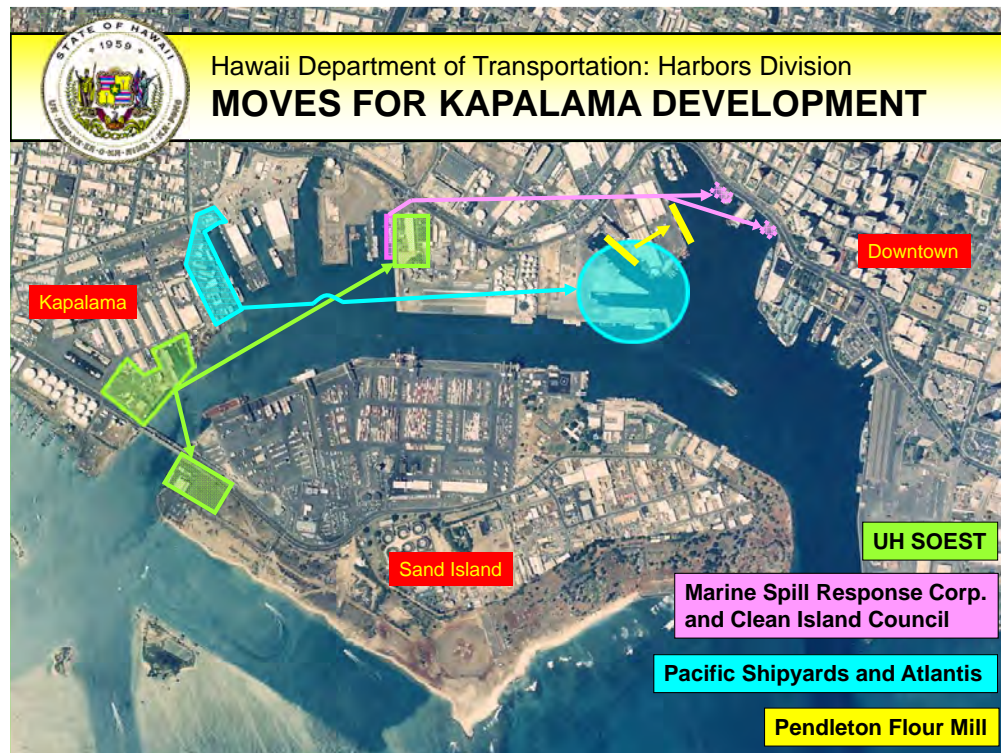 STATE OF HAWAII
1959
Hawaii Department of Transportation: Harbors Division
MOVES FOR KAPALAMA DEVELOPMENT
Downtown
Kapalama
Sand Island
UH SOEST
Marine Spill Response Corp.
and Clean Island Council
Pacific Shipyards and Atlantis
Pendleton Flour Mill